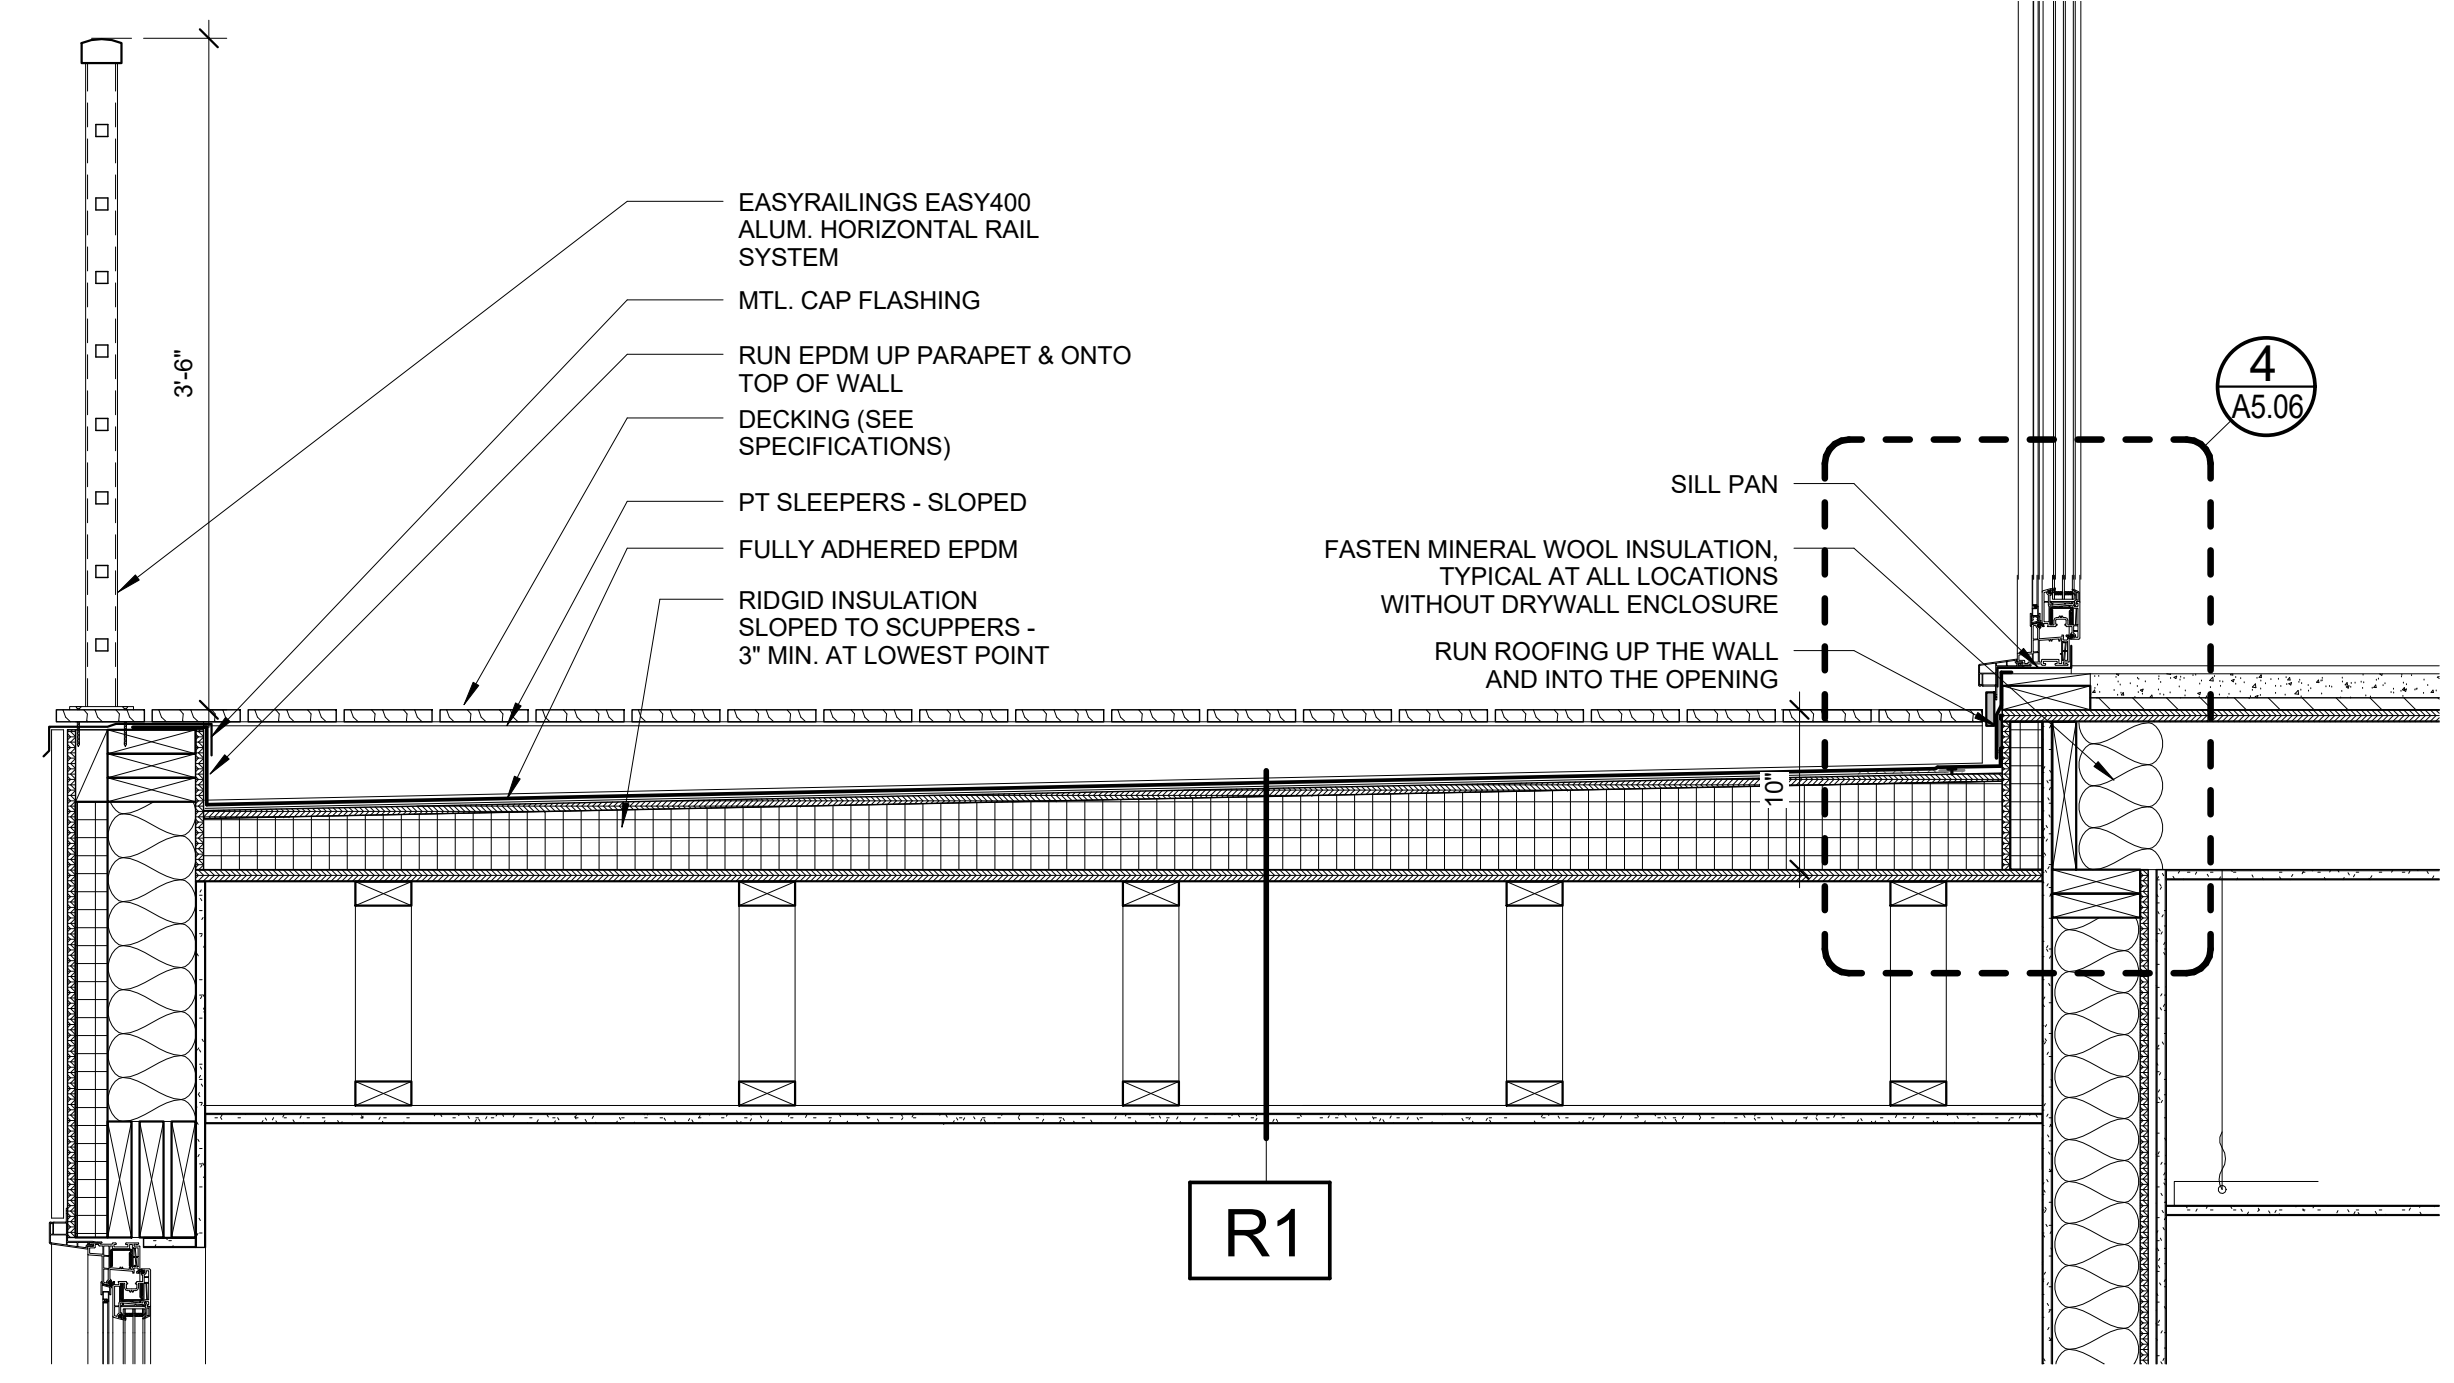 EASYRAILINGS EASY400
ALUM. HORIZONTAL RAIL
SYSTEM
MTL. CAP FLASHING
3'-6"
RUN EPDM UP PARAPET & ONTO
TOP OF WALL
DECKING (SEE
SPECIFICATIONS)
PT SLEEPERS - SLOPED
FULLY ADHERED EPDM
RIDGID INSULATION
SLOPED TO SCUPPERS -
3" MIN. AT LOWEST POINT
4
A5.06
SILL PAN
FASTEN MINERAL WOOL INSULATION,
TYPICAL AT ALL LOCATIONS
WITHOUT DRYWALL ENCLOSURE
RUN ROOFING UP THE WALL
AND INTO THE OPENING
10"
R1